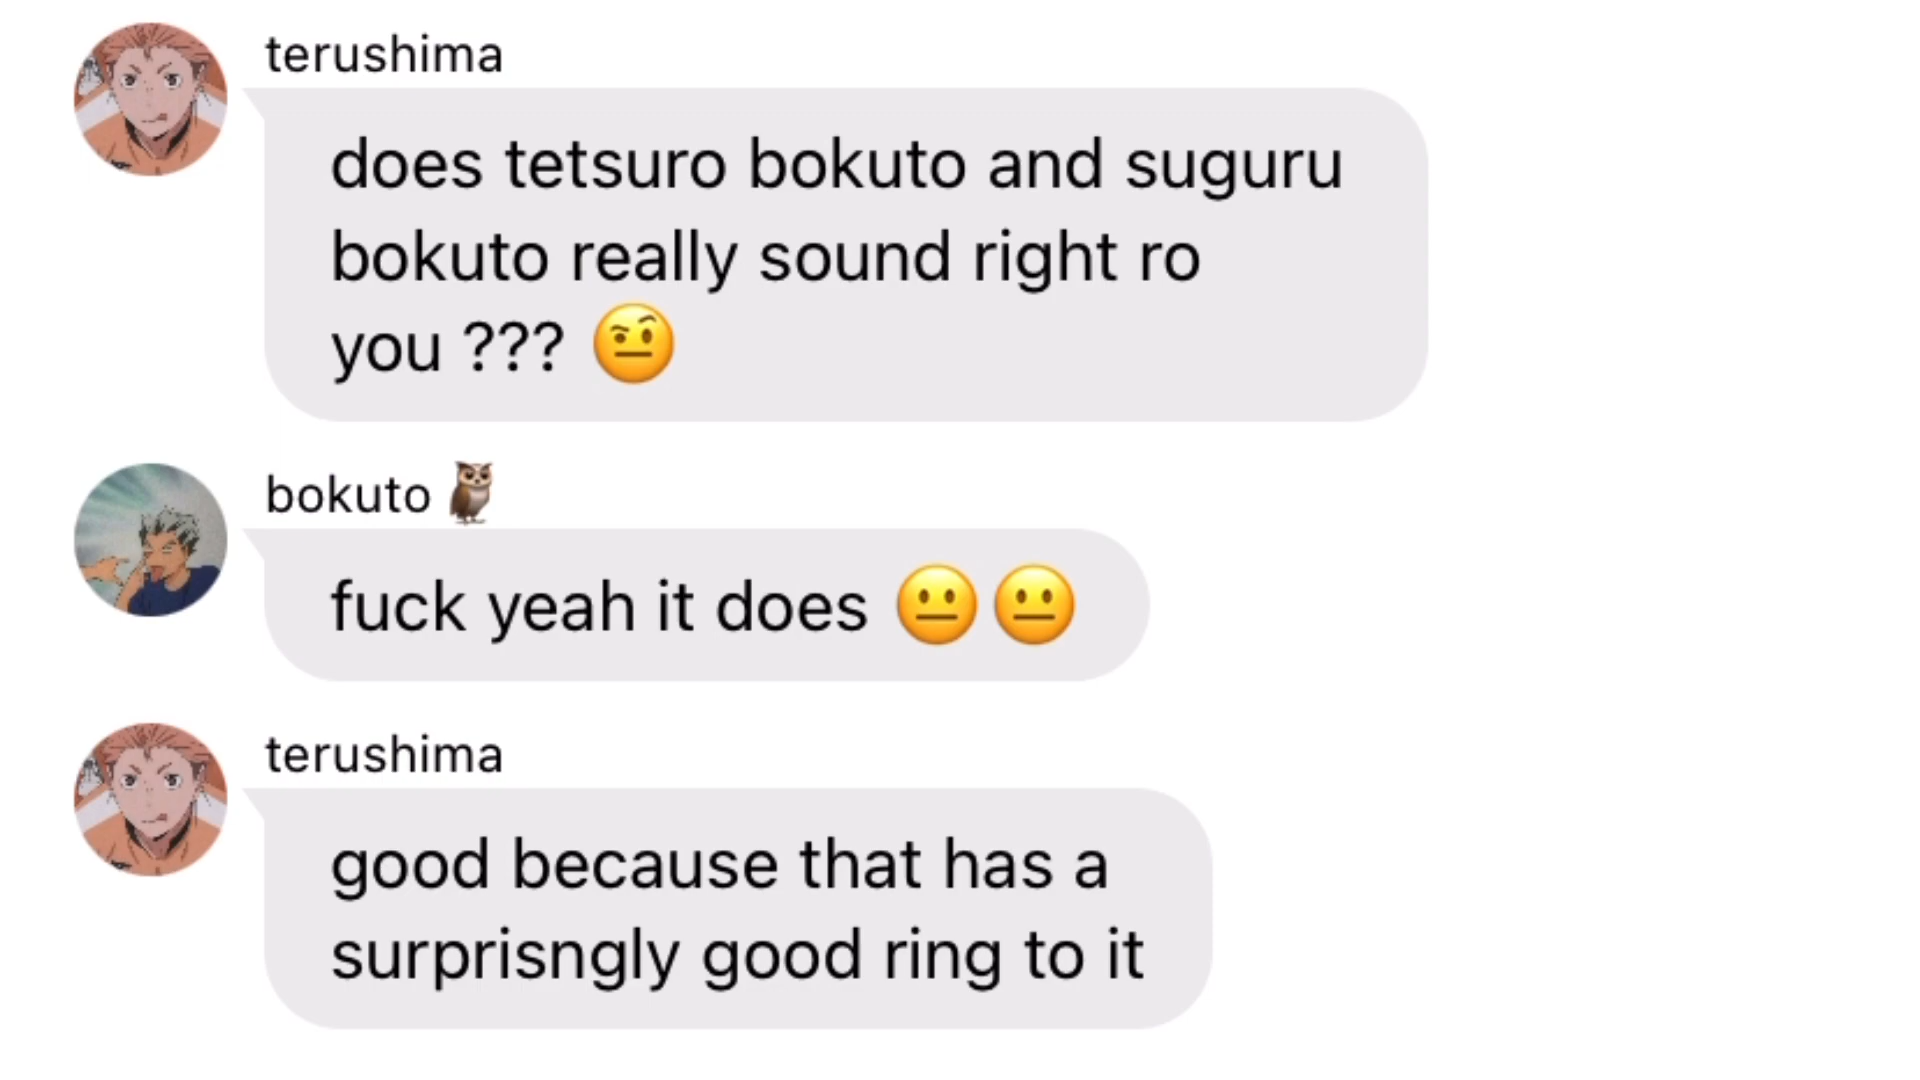 terushima
does tetsuro bokuto and suguru
bokuto really sound right ro
you ??? 🤨
bokuto 🦉
fuck yeah it does 😐😐
terushima
good because that has a
surprisngly good ring to it